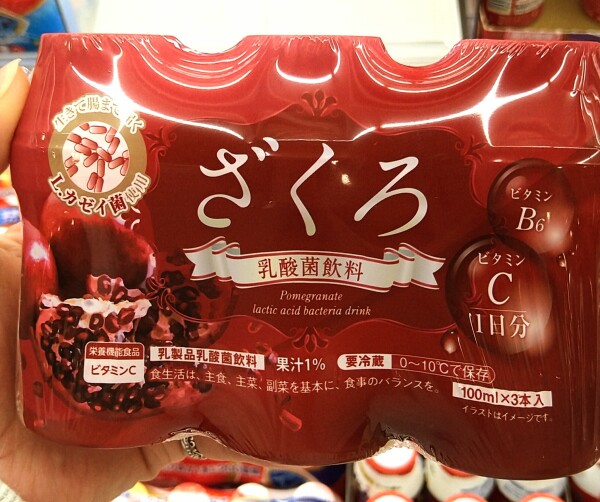 生きて腸まで届く
L.カゼイ菌使用
ざくろ
乳酸菌飲料
Pomegranate
lactic acid bacteria drink
ビタミン
B6
ビタミン
C
1日分
栄養機能食品
ビタミンC
乳製品乳酸菌飲料 果汁1% 要冷蔵 0~10℃で保存
食生活は、主食、主菜、副菜を基本に、食事のバランスを。
100ml×3本入
イラストはイメージです。